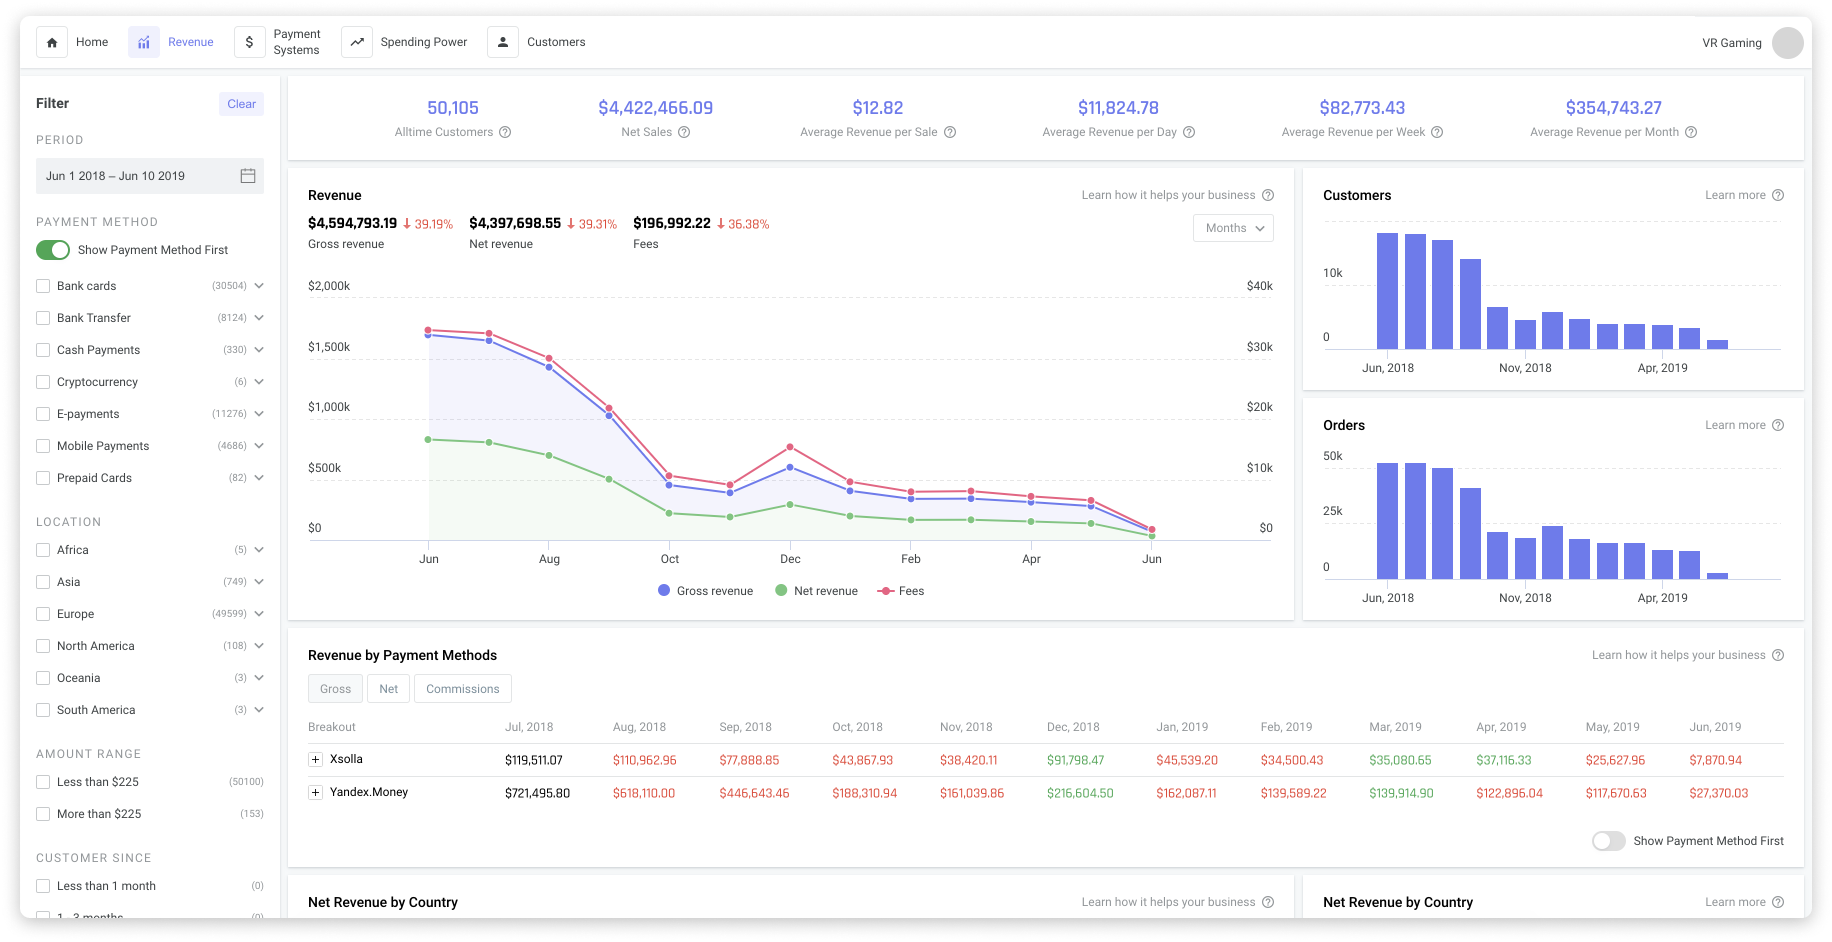 Home
Revenue
$
Payment
Systems
Spending Power
Customers
VR Gaming
Filter
Clear
PERIOD
Jun 1 2018 – Jun 10 2019
PAYMENT METHOD
Show Payment Method First
Bank cards (30504)
Bank Transfer (8124)
Cash Payments (330)
Cryptocurrency (6)
E-payments (11276)
Mobile Payments (4686)
Prepaid Cards (82)
LOCATION
Africa (5)
Asia (749)
Europe (49599)
North America (108)
Oceania (3)
South America (3)
AMOUNT RANGE
Less than $225 (50100)
More than $225 (153)
CUSTOMER SINCE
Less than 1 month (0)
1 - 3 months (0)
50,105 $4,422,466.09 $12.82 $11,824.78 $82,773.43 $354,743.27
Alltime Customers ? Net Sales ? Average Revenue per Sale ? Average Revenue per Day ? Average Revenue per Week ? Average Revenue per Month ?
Revenue
Learn how it helps your business ?
$4,594,793.19 39.19% $4,397,698.55 39.31% $196,992.22 36.38%
Gross revenue Net revenue Fees
Months
$2,000k $40k
$1,500k $30k
$1,000k $20k
$500k $10k
$0 $0
Jun Aug Oct Dec Feb Apr Jun
Gross revenue Net revenue Fees
Customers
Learn more ?
10k
0
Jun, 2018 Nov, 2018 Apr, 2019
Orders
Learn more ?
50k
25k
0
Jun, 2018 Nov, 2018 Apr, 2019
Revenue by Payment Methods
Learn how it helps your business ?
Gross Net Commissions
Breakout Jul, 2018 Aug, 2018 Sep, 2018 Oct, 2018 Nov, 2018 Dec, 2018 Jan, 2019 Feb, 2019 Mar, 2019 Apr, 2019 May, 2019 Jun, 2019
+ Xsolla $119,511.07 $110,962.96 $77,888.85 $43,867.93 $38,420.11 $91,798.47 $45,539.20 $34,500.43 $35,080.65 $37,116.33 $25,627.96 $7,870.94
+ Yandex.Money $721,495.80 $618,110.00 $446,643.46 $188,310.94 $161,039.86 $216,604.50 $162,087.11 $139,589.22 $139,914.90 $122,896.04 $117,670.63 $27,370.03
Show Payment Method First
Net Revenue by Country
Learn how it helps your business ?
Net Revenue by Country
Learn more ?